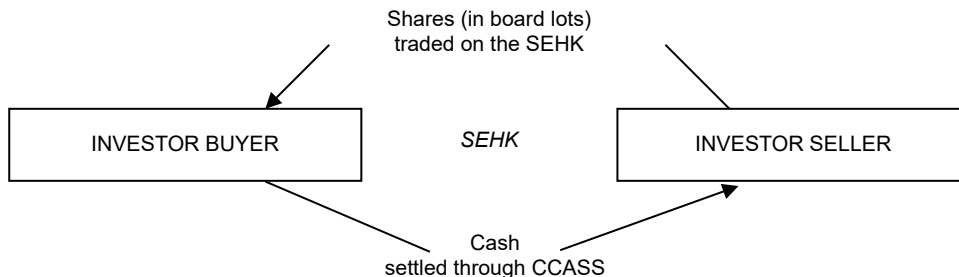 Shares (in board lots)
traded on the SEHK
INVESTOR BUYER
SEHK
INVESTOR SELLER
Cash
settled through CCASS